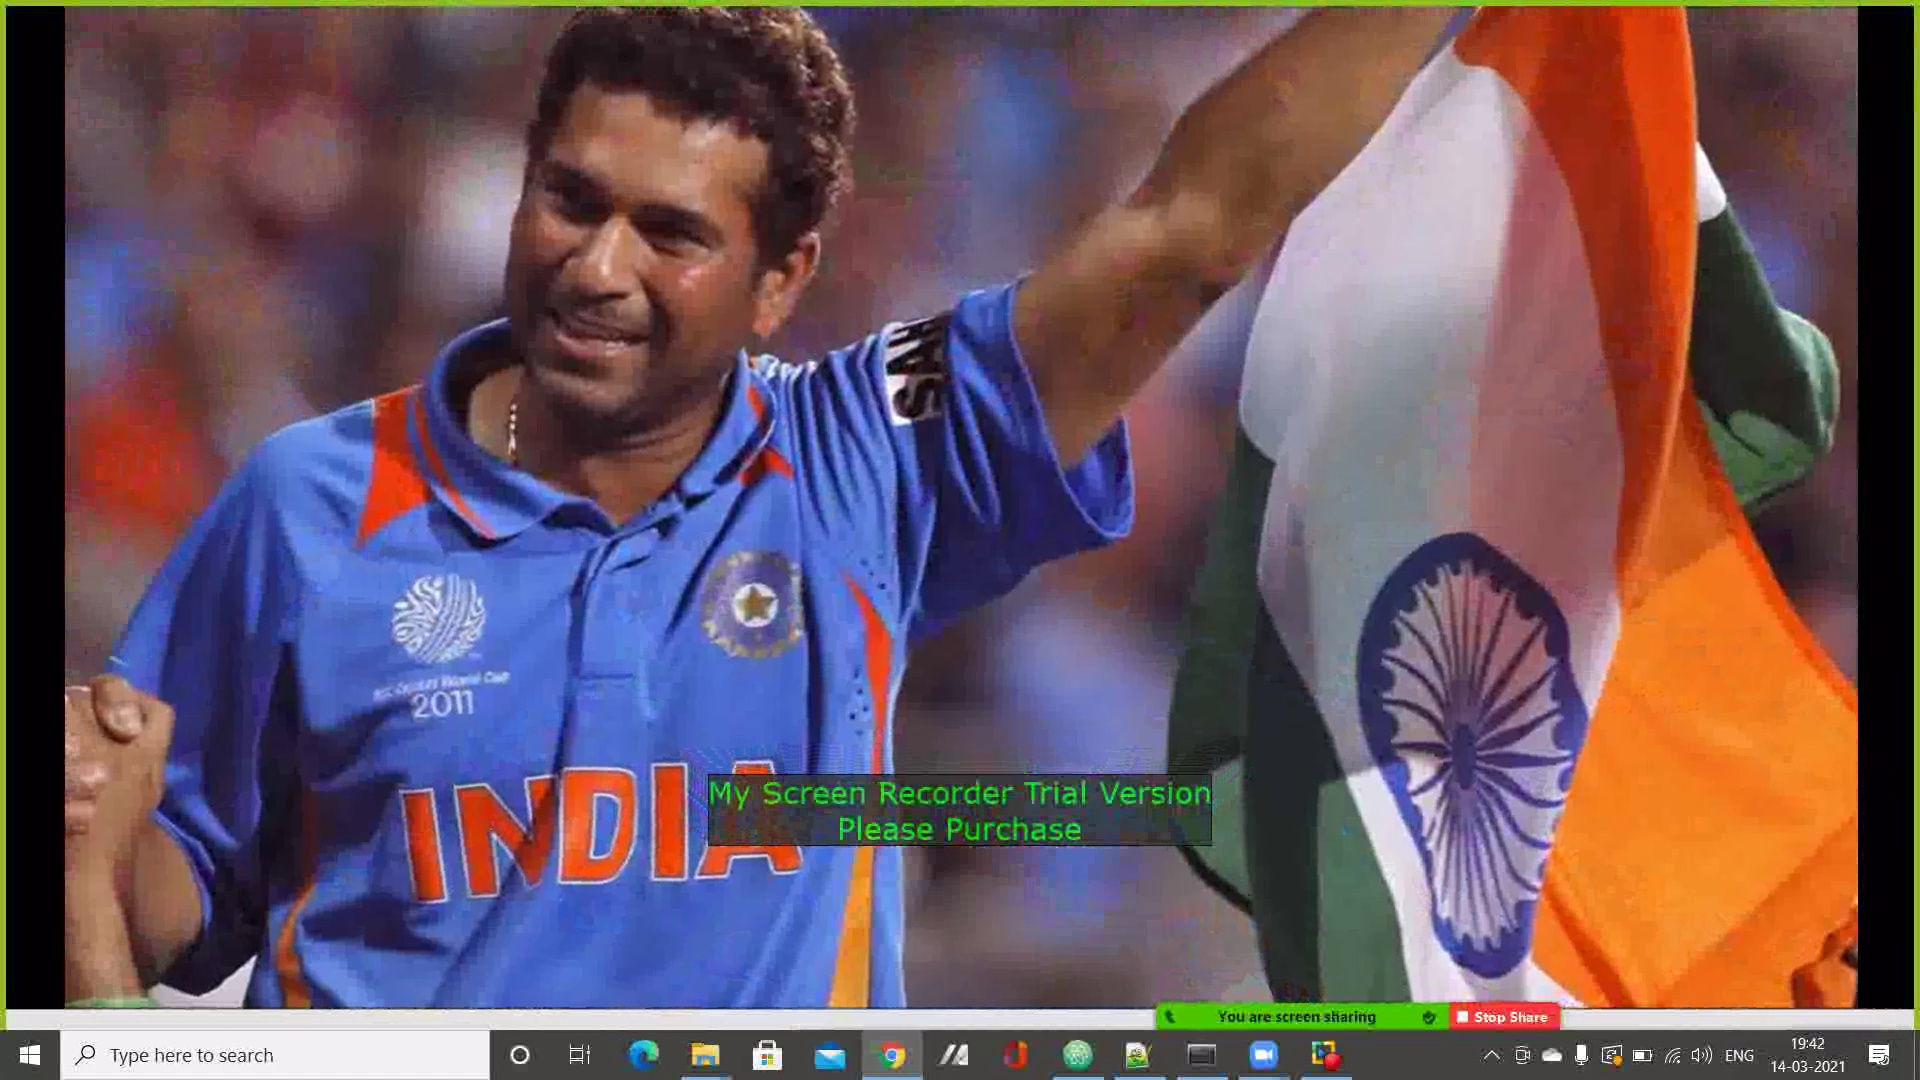 SAHA
ICC Cricket World Cup
2011
INDIA
My Screen Recorder Trial Version
Please Purchase
You are screen sharing
Stop Share
Type here to search
ENG
19:42
14-03-2021